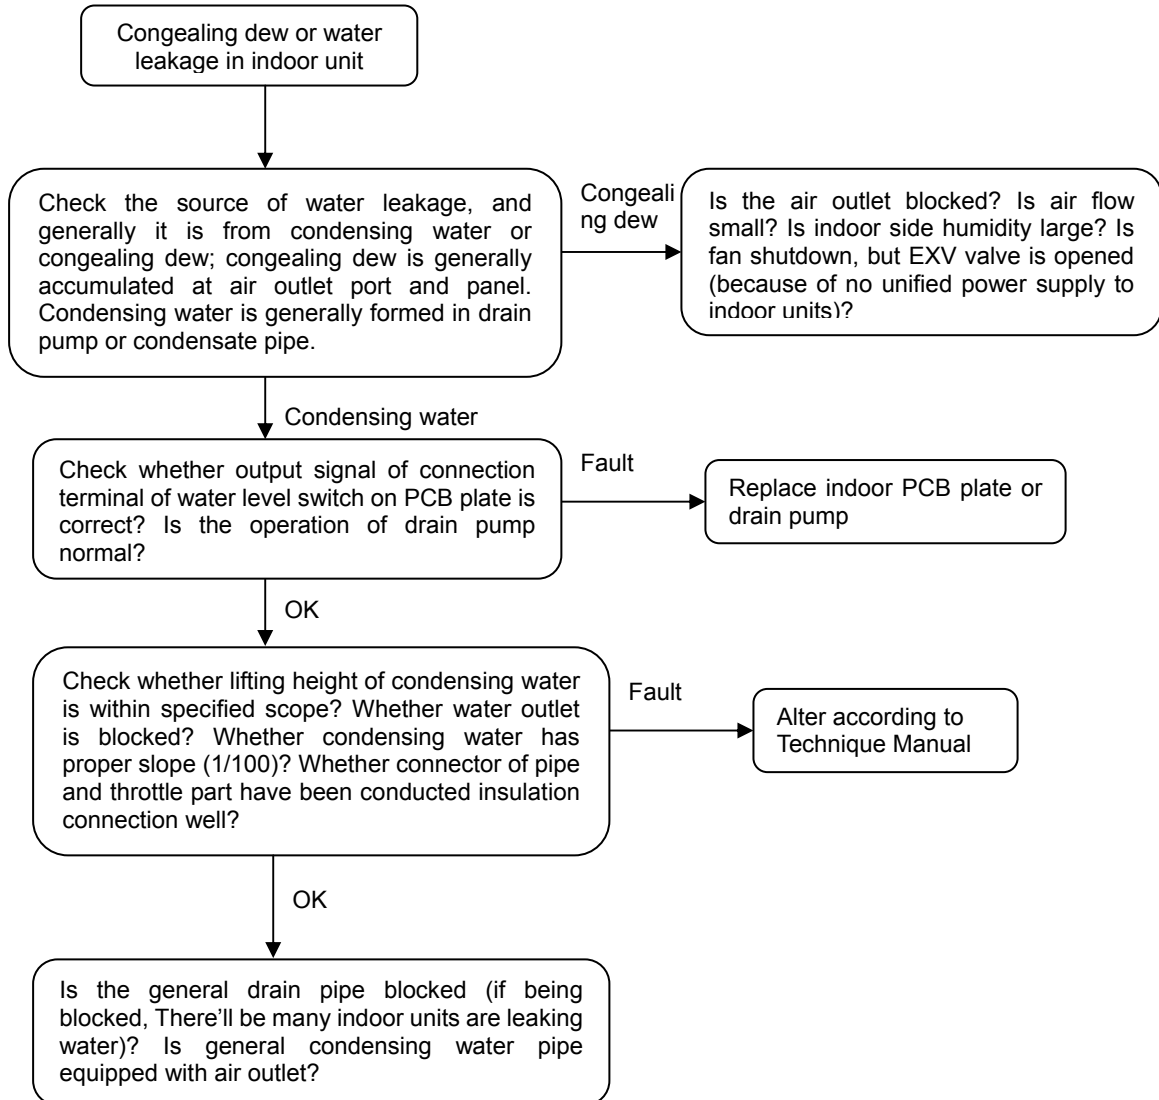 Congealing dew or water
leakage in indoor unit
Check the source of water leakage, and
generally it is from condensing water or
congealing dew; congealing dew is generally
accumulated at air outlet port and panel.
Condensing water is generally formed in drain
pump or condensate pipe.
Congeali
ng dew
Is the air outlet blocked? Is air flow
small? Is indoor side humidity large? Is
fan shutdown, but EXV valve is opened
(because of no unified power supply to
indoor units)?
Condensing water
Check whether output signal of connection
terminal of water level switch on PCB plate is
correct? Is the operation of drain pump
normal?
Fault
Replace indoor PCB plate or
drain pump
OK
Check whether lifting height of condensing water
is within specified scope? Whether water outlet
is blocked? Whether condensing water has
proper slope (1/100)? Whether connector of pipe
and throttle part have been conducted insulation
connection well?
Fault
Alter according to
Technique Manual
OK
Is the general drain pipe blocked (if being
blocked, There’ll be many indoor units are leaking
water)? Is general condensing water pipe
equipped with air outlet?